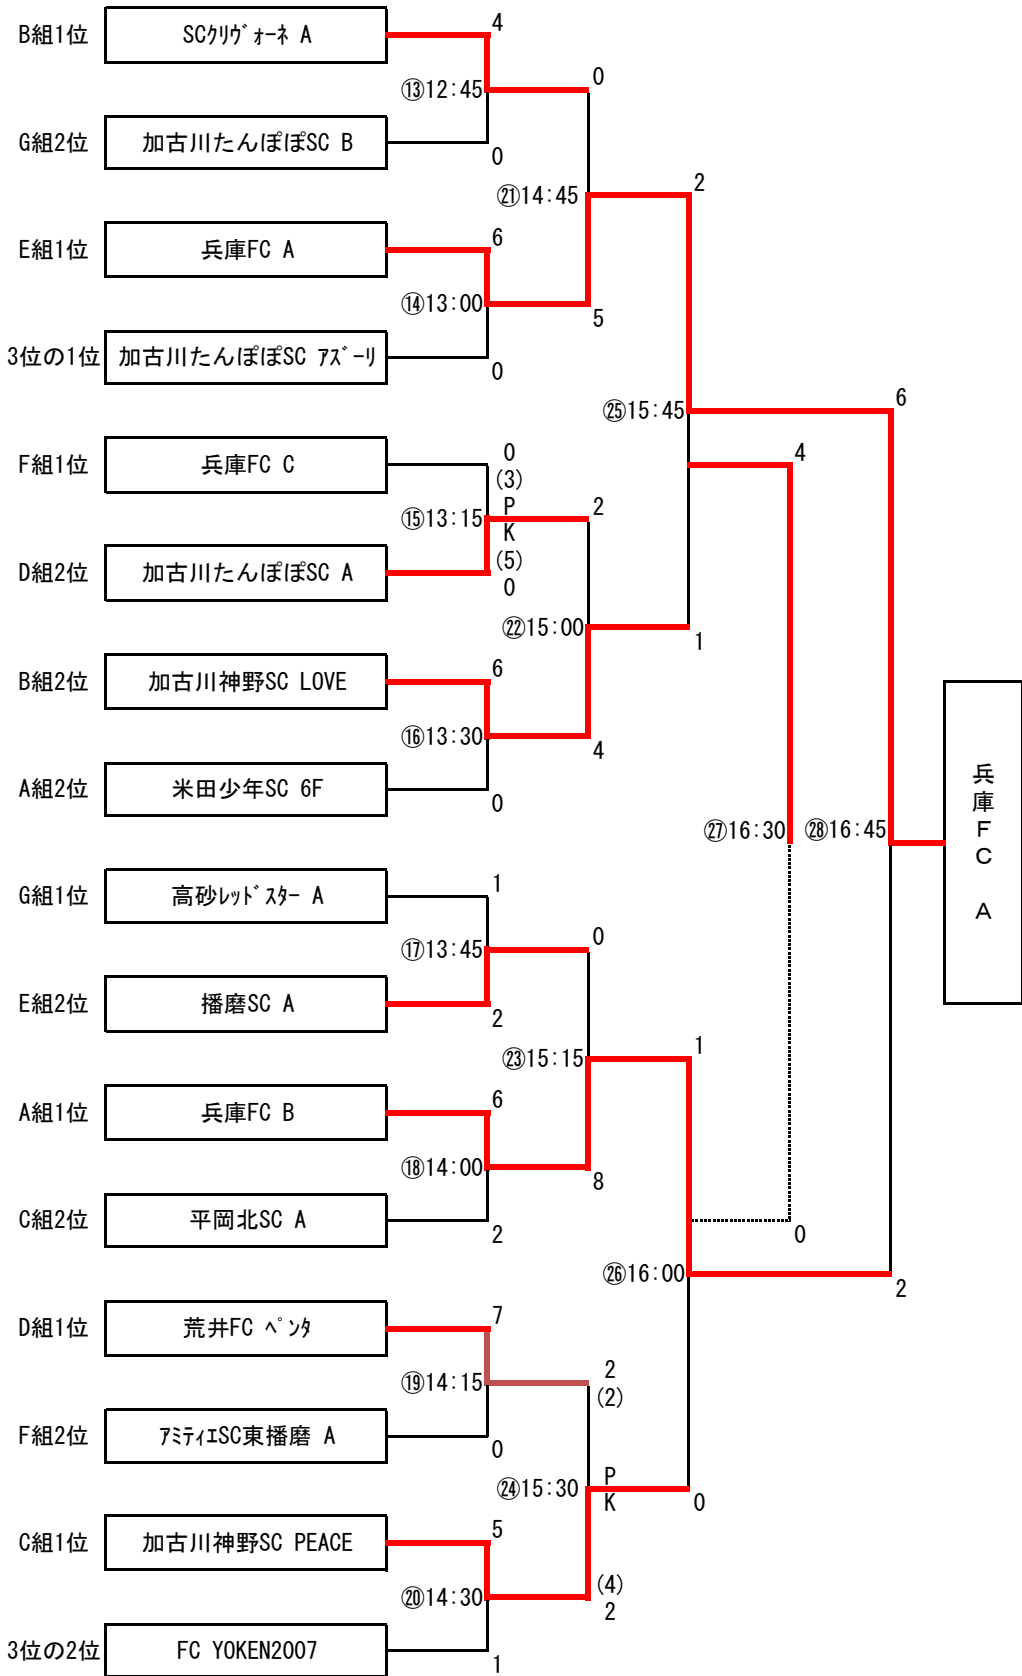 B組1位 SCクリヴォーネ A 4
⑬12:45 0
G組2位 加古川たんぽぽSC B 0
㉑14:45 2
E組1位 兵庫FC A 6
⑭13:00 5
3位の1位 加古川たんぽぽSC アズーリ 0
㉕15:45 6
F組1位 兵庫FC C 0 4
(3)
⑮13:15 P 2
K
D組2位 加古川たんぽぽSC A (5)
0
㉒15:00 1
B組2位 加古川神野SC LOVE 6
⑯13:30 4
A組2位 米田少年SC 6F 0
㉗16:30 ㉘16:45
兵庫FC A
G組1位 高砂レッドスター A 1
⑰13:45 0
E組2位 播磨SC A 2
㉓15:15 1
A組1位 兵庫FC B 6
⑱14:00 8
C組2位 平岡北SC A 2 0
㉖16:00 2
D組1位 荒井FC ペンタ 7
⑲14:15 2
(2)
F組2位 アミティエSC東播磨 A 0
㉔15:30 P
K 0
C組1位 加古川神野SC PEACE 5
⑳14:30 (4)
2
3位の2位 FC YOKEN2007 1